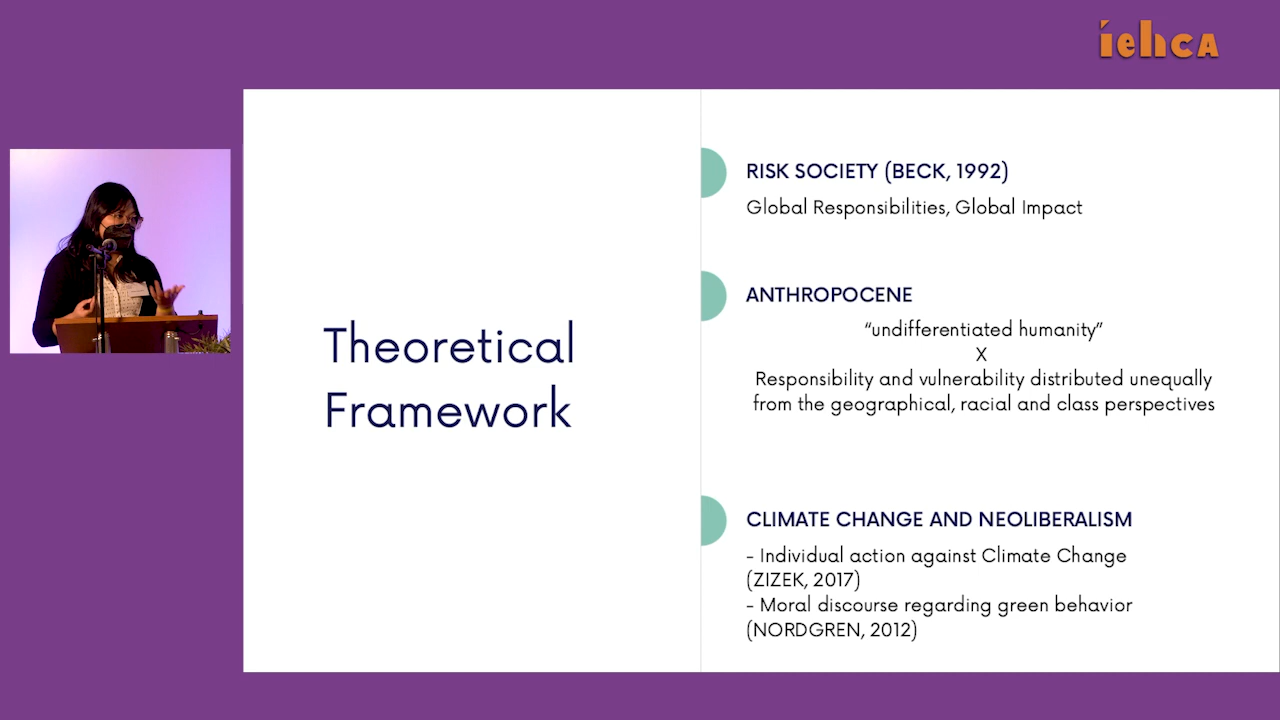 iehca
Theoretical
Framework
RISK SOCIETY (BECK, 1992)
Global Responsibilities, Global Impact
ANTHROPOCENE
“undifferentiated humanity”
X
Responsibility and vulnerability distributed unequally
from the geographical, racial and class perspectives
CLIMATE CHANGE AND NEOLIBERALISM
- Individual action against Climate Change
(ZIZEK, 2017)
- Moral discourse regarding green behavior
(NORDGREN, 2012)